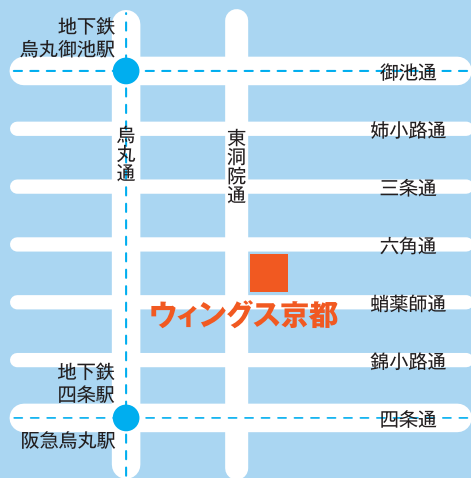 地下鉄
烏丸御池駅
御池通
姉小路通
烏丸通
東洞院通
三条通
六角通
ウィングス京都
蛸薬師通
錦小路通
地下鉄
四条駅
四条通
阪急烏丸駅